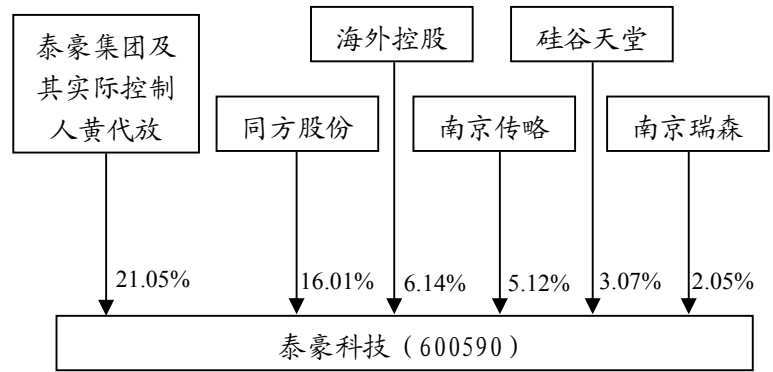 泰豪集团及
其实际控制
人黄代放
海外控股
硅谷天堂
同方股份
南京传略
南京瑞森
21.05%
16.01%
6.14%
5.12%
3.07%
2.05%
泰豪科技（600590）